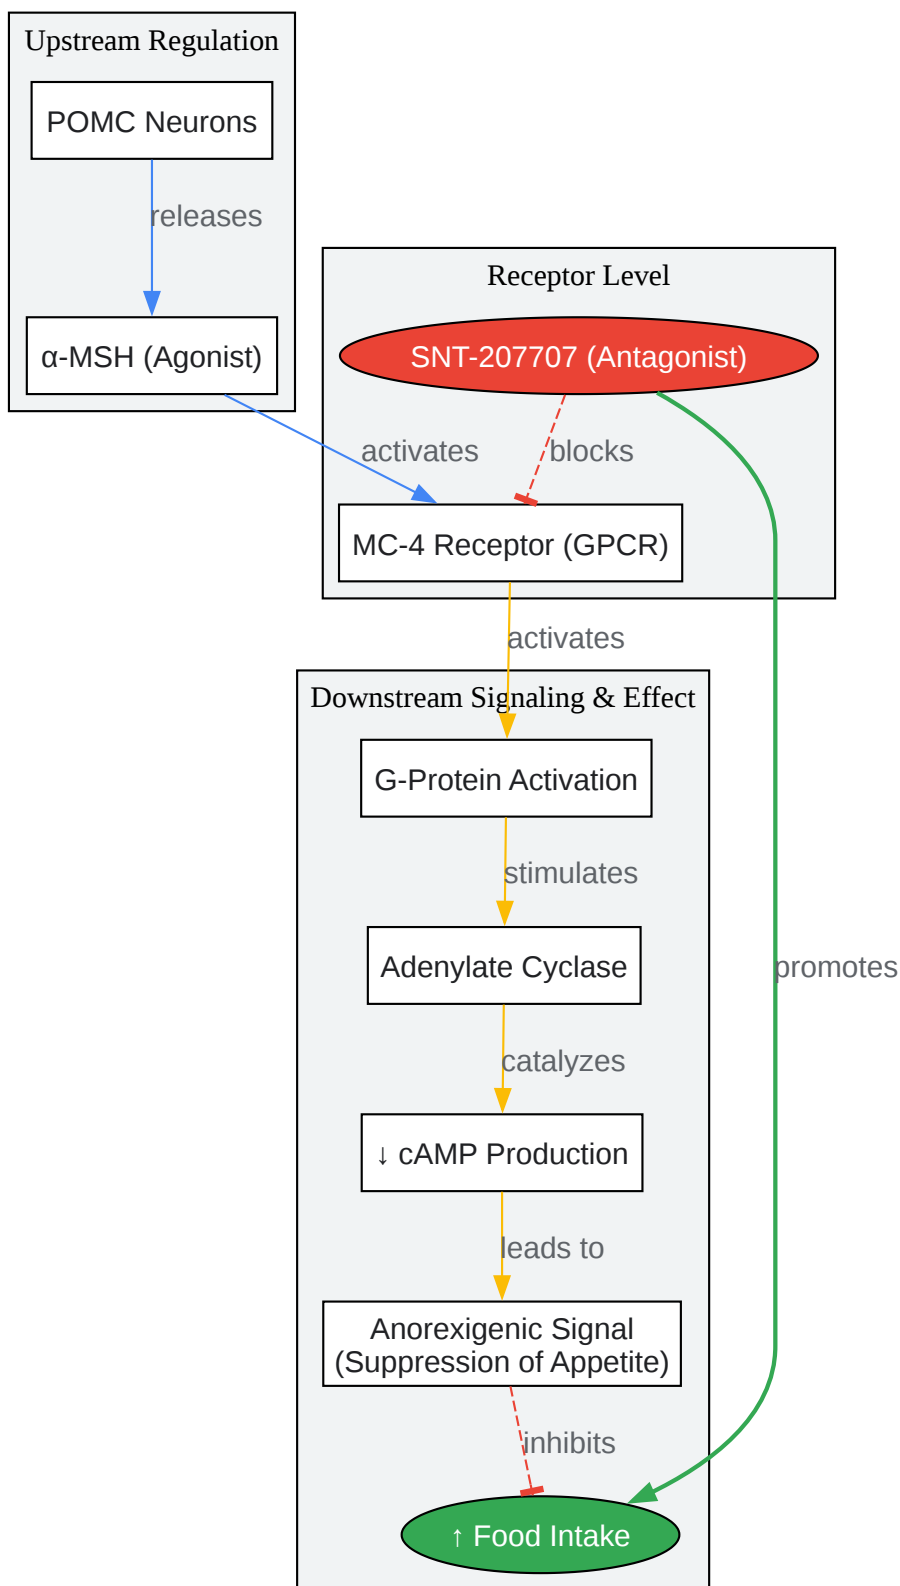 Upstream Regulation
POMC Neurons
releases
α-MSH (Agonist)
Receptor Level
SNT-207707 (Antagonist)
activates
blocks
MC-4 Receptor (GPCR)
activates
Downstream Signaling & Effect
G-Protein Activation
stimulates
Adenylate Cyclase
promotes
catalyzes
↓ cAMP Production
leads to
Anorexigenic Signal
(Suppression of Appetite)
inhibits
↑ Food Intake